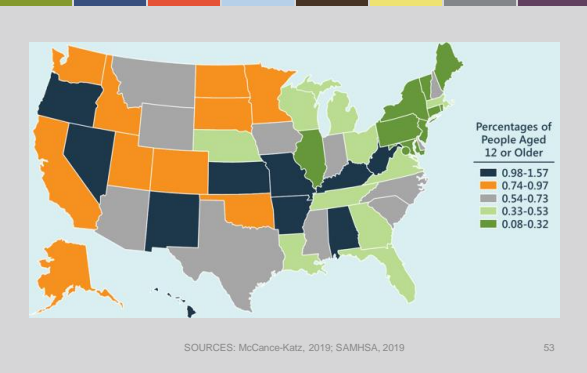 Percentages of
People Aged
12 or Older
0.98-1.57
0.74-0.97
0.54-0.73
0.33-0.53
0.08-0.32
SOURCES: McCance-Katz, 2019; SAMHSA, 2019
53